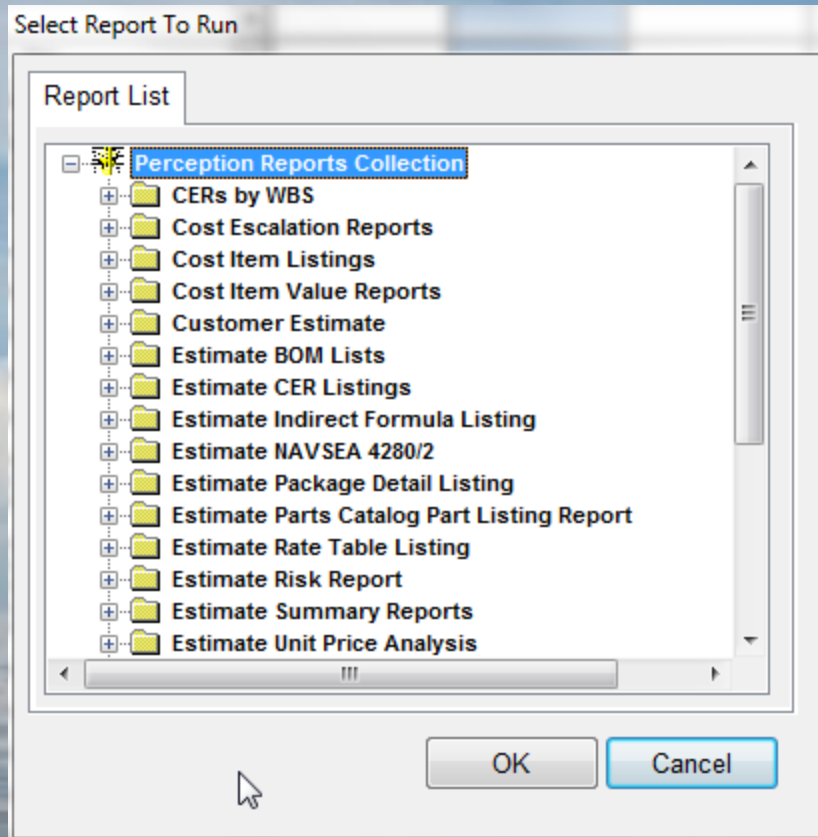 Select Report To Run
Report List
Perception Reports Collection
CERs by WBS
Cost Escalation Reports
Cost Item Listings
Cost Item Value Reports
Customer Estimate
Estimate BOM Lists
Estimate CER Listings
Estimate Indirect Formula Listing
Estimate NAVSEA 4280/2
Estimate Package Detail Listing
Estimate Parts Catalog Part Listing Report
Estimate Rate Table Listing
Estimate Risk Report
Estimate Summary Reports
Estimate Unit Price Analysis
OK Cancel